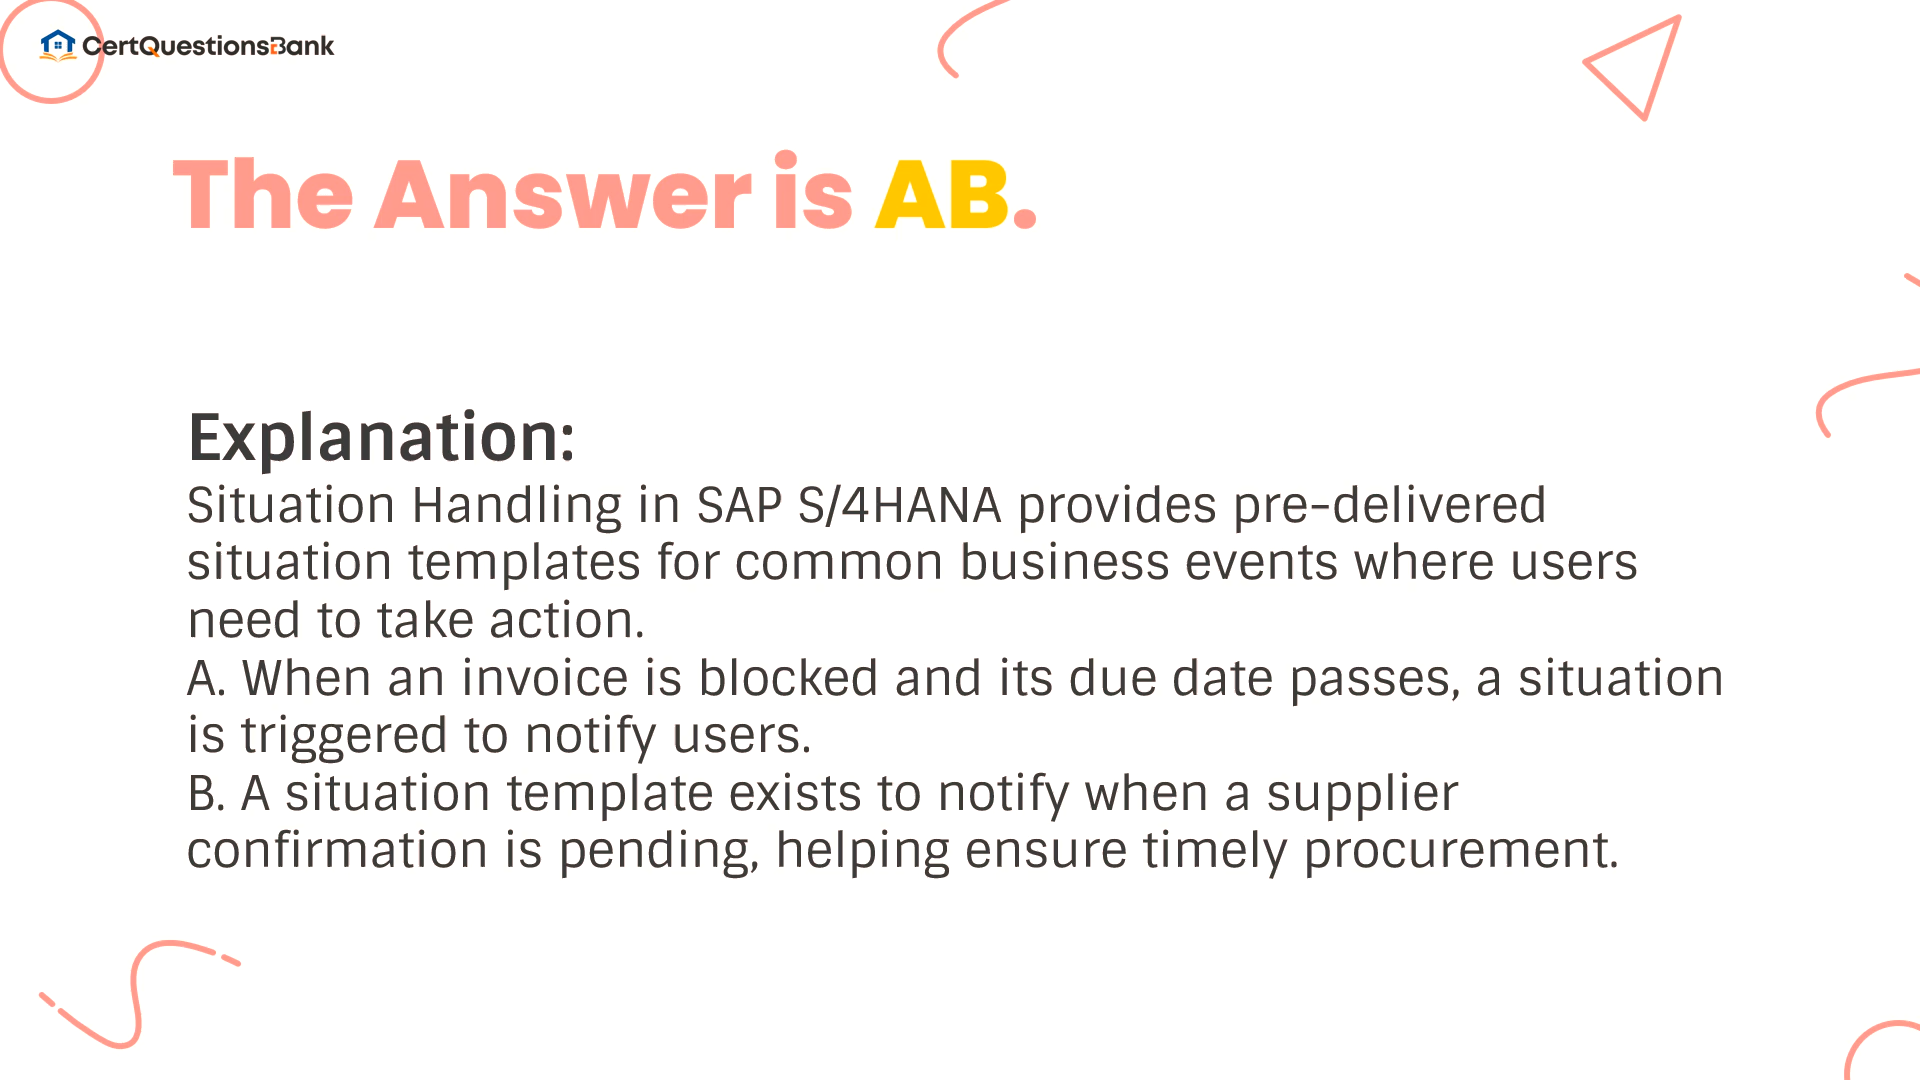 CertQuestionsBank
The Answer is AB.
Explanation:
Situation Handling in SAP S/4HANA provides pre-delivered
situation templates for common business events where users
need to take action.
A. When an invoice is blocked and its due date passes, a situation
is triggered to notify users.
B. A situation template exists to notify when a supplier
confirmation is pending, helping ensure timely procurement.